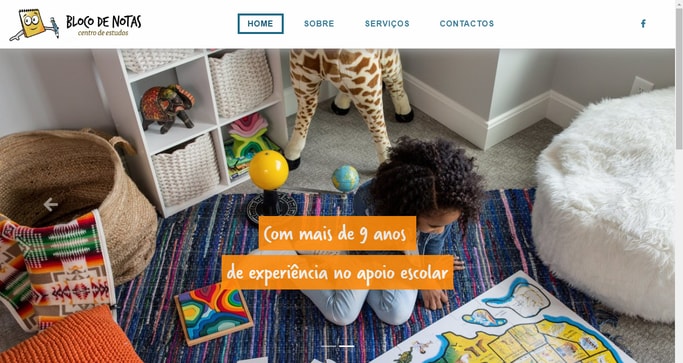 BLOCO DE NOTAS
centro de estudos
HOME
SOBRE
SERVIÇOS
CONTACTOS
f
Com mais de 9 anos
de experiência no apoio escolar